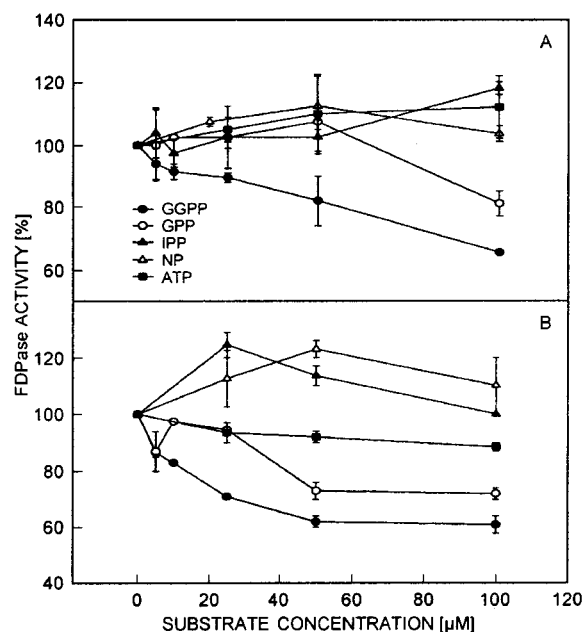 140
A
120
100
80
60
GGPP
GPP
IPP
NP
ATP
FDPase ACTIVITY [%]
B
120
100
80
60
40
0 20 40 60 80 100 120
SUBSTRATE CONCENTRATION [µM]